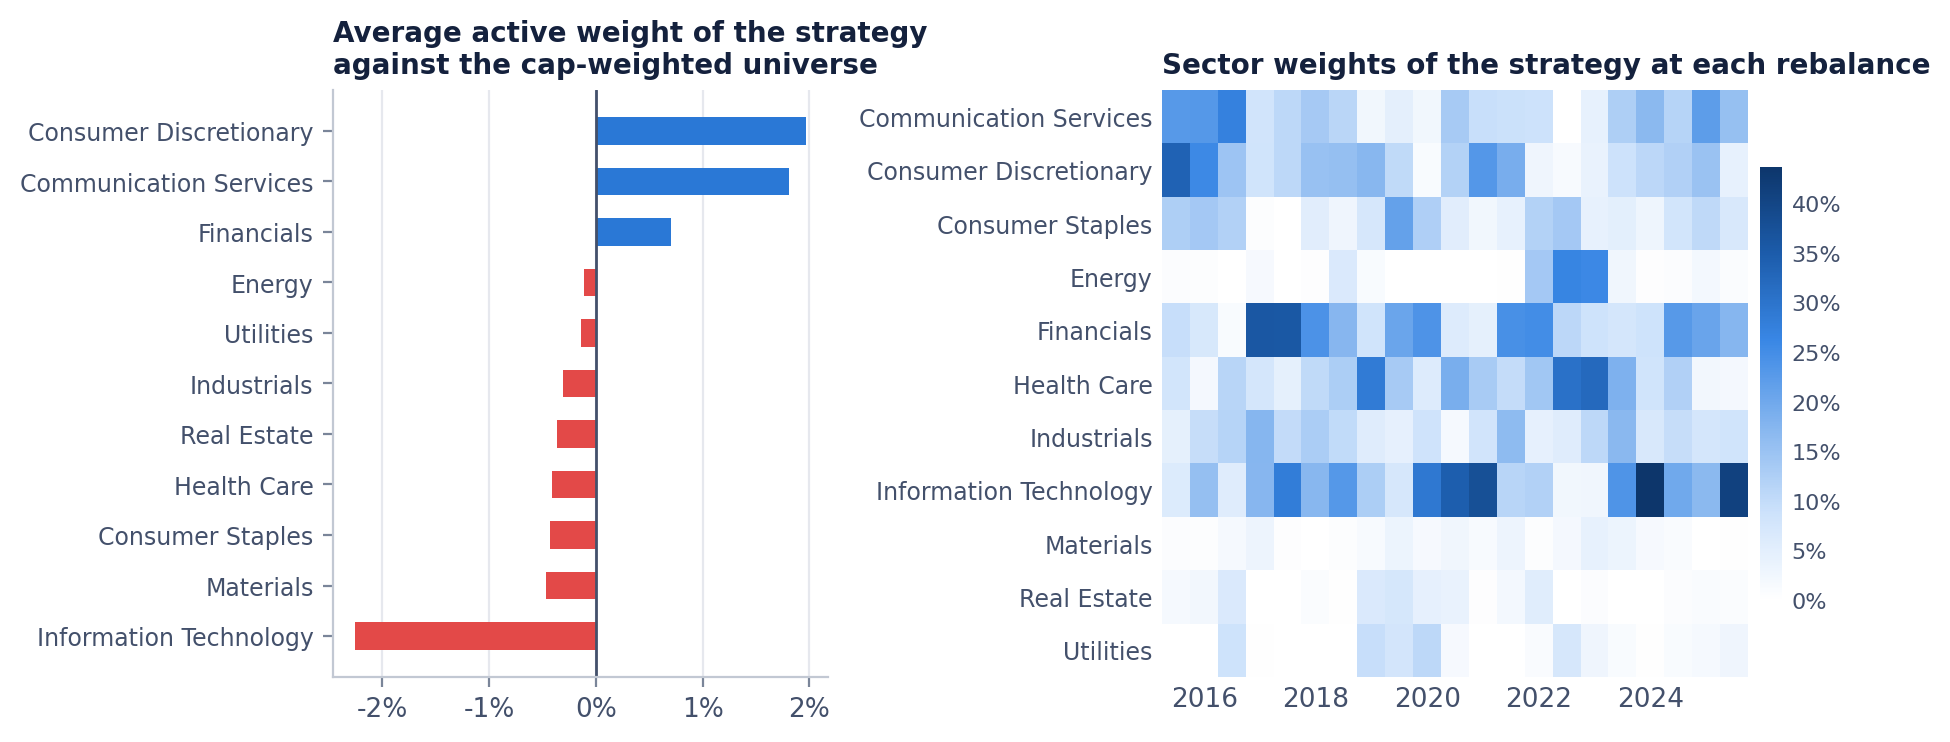 Average active weight of the strategy
against the cap-weighted universe
Consumer Discretionary
Communication Services
Financials
Energy
Utilities
Industrials
Real Estate
Health Care
Consumer Staples
Materials
Information Technology
-2%
-1%
0%
1%
2%
Sector weights of the strategy at each rebalance
Communication Services
Consumer Discretionary
Consumer Staples
Energy
Financials
Health Care
Industrials
Information Technology
Materials
Real Estate
Utilities
2016
2018
2020
2022
2024
40%
35%
30%
25%
20%
15%
10%
5%
0%